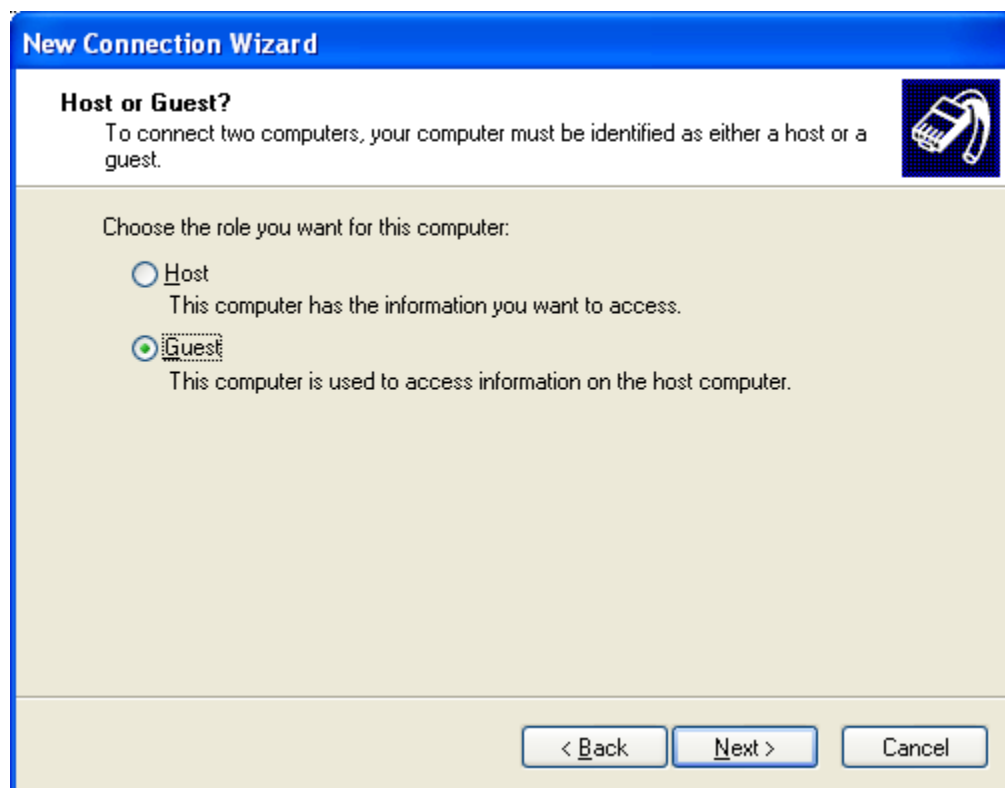 New Connection Wizard
Host or Guest?
To connect two computers, your computer must be identified as either a host or a
guest.
Choose the role you want for this computer:
Host
This computer has the information you want to access.
Guest
This computer is used to access information on the host computer.
< Back
Next >
Cancel